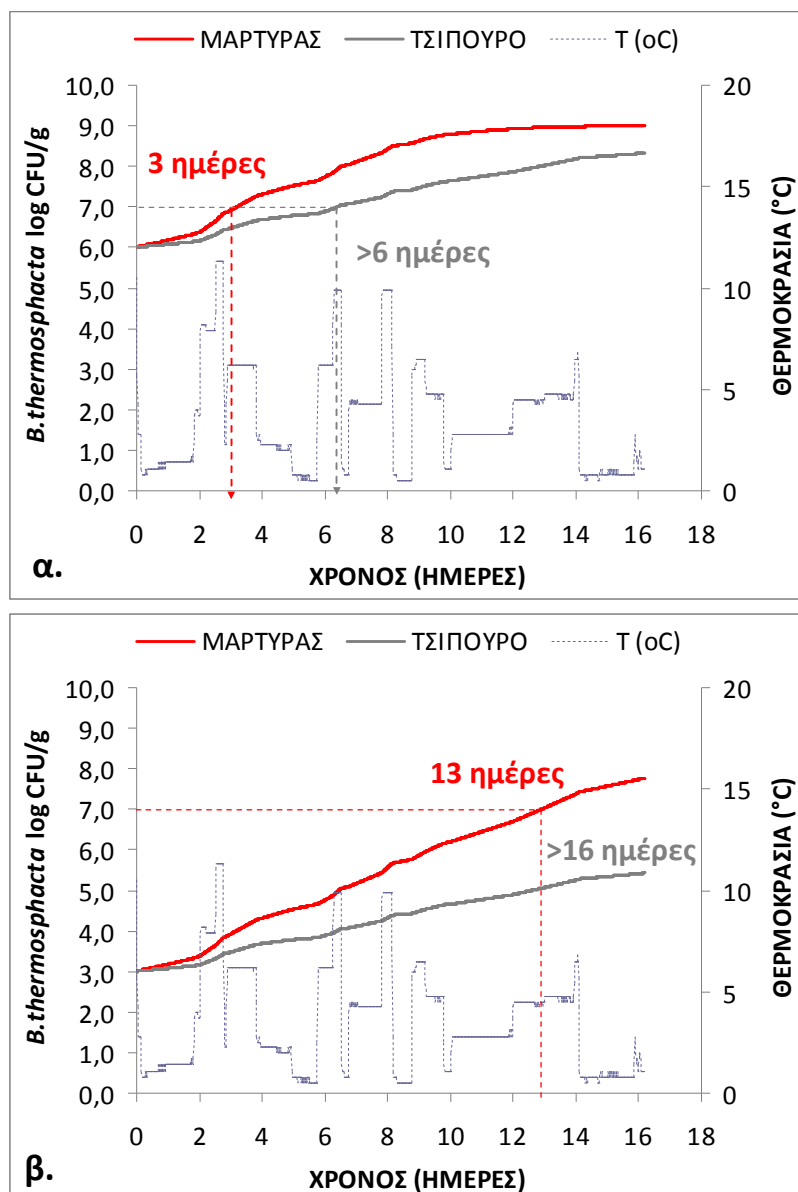 ΜΑΡΤΥΡΑΣ ΤΣΙΠΟΥΡΟ T (oC)
10,0 20
9,0
8,0
3 ημέρες
7,0 15
6,0
>6 ημέρες
5,0 10
4,0
3,0
2,0 5
1,0
0,0 0
0 2 4 6 8 10 12 14 16 18
B.thermosphacta log CFU/g
ΘΕΡΜΟΚΡΑΣΙΑ (°C)
α.
ΧΡΟΝΟΣ (ΗΜΕΡΕΣ)
ΜΑΡΤΥΡΑΣ ΤΣΙΠΟΥΡΟ T (oC)
10,0 20
9,0
8,0
13 ημέρες
7,0 15
6,0
>16 ημέρες
5,0 10
4,0
3,0
2,0 5
1,0
0,0 0
0 2 4 6 8 10 12 14 16 18
B.thermosphacta log CFU/g
ΘΕΡΜΟΚΡΑΣΙΑ (°C)
β.
ΧΡΟΝΟΣ (ΗΜΕΡΕΣ)